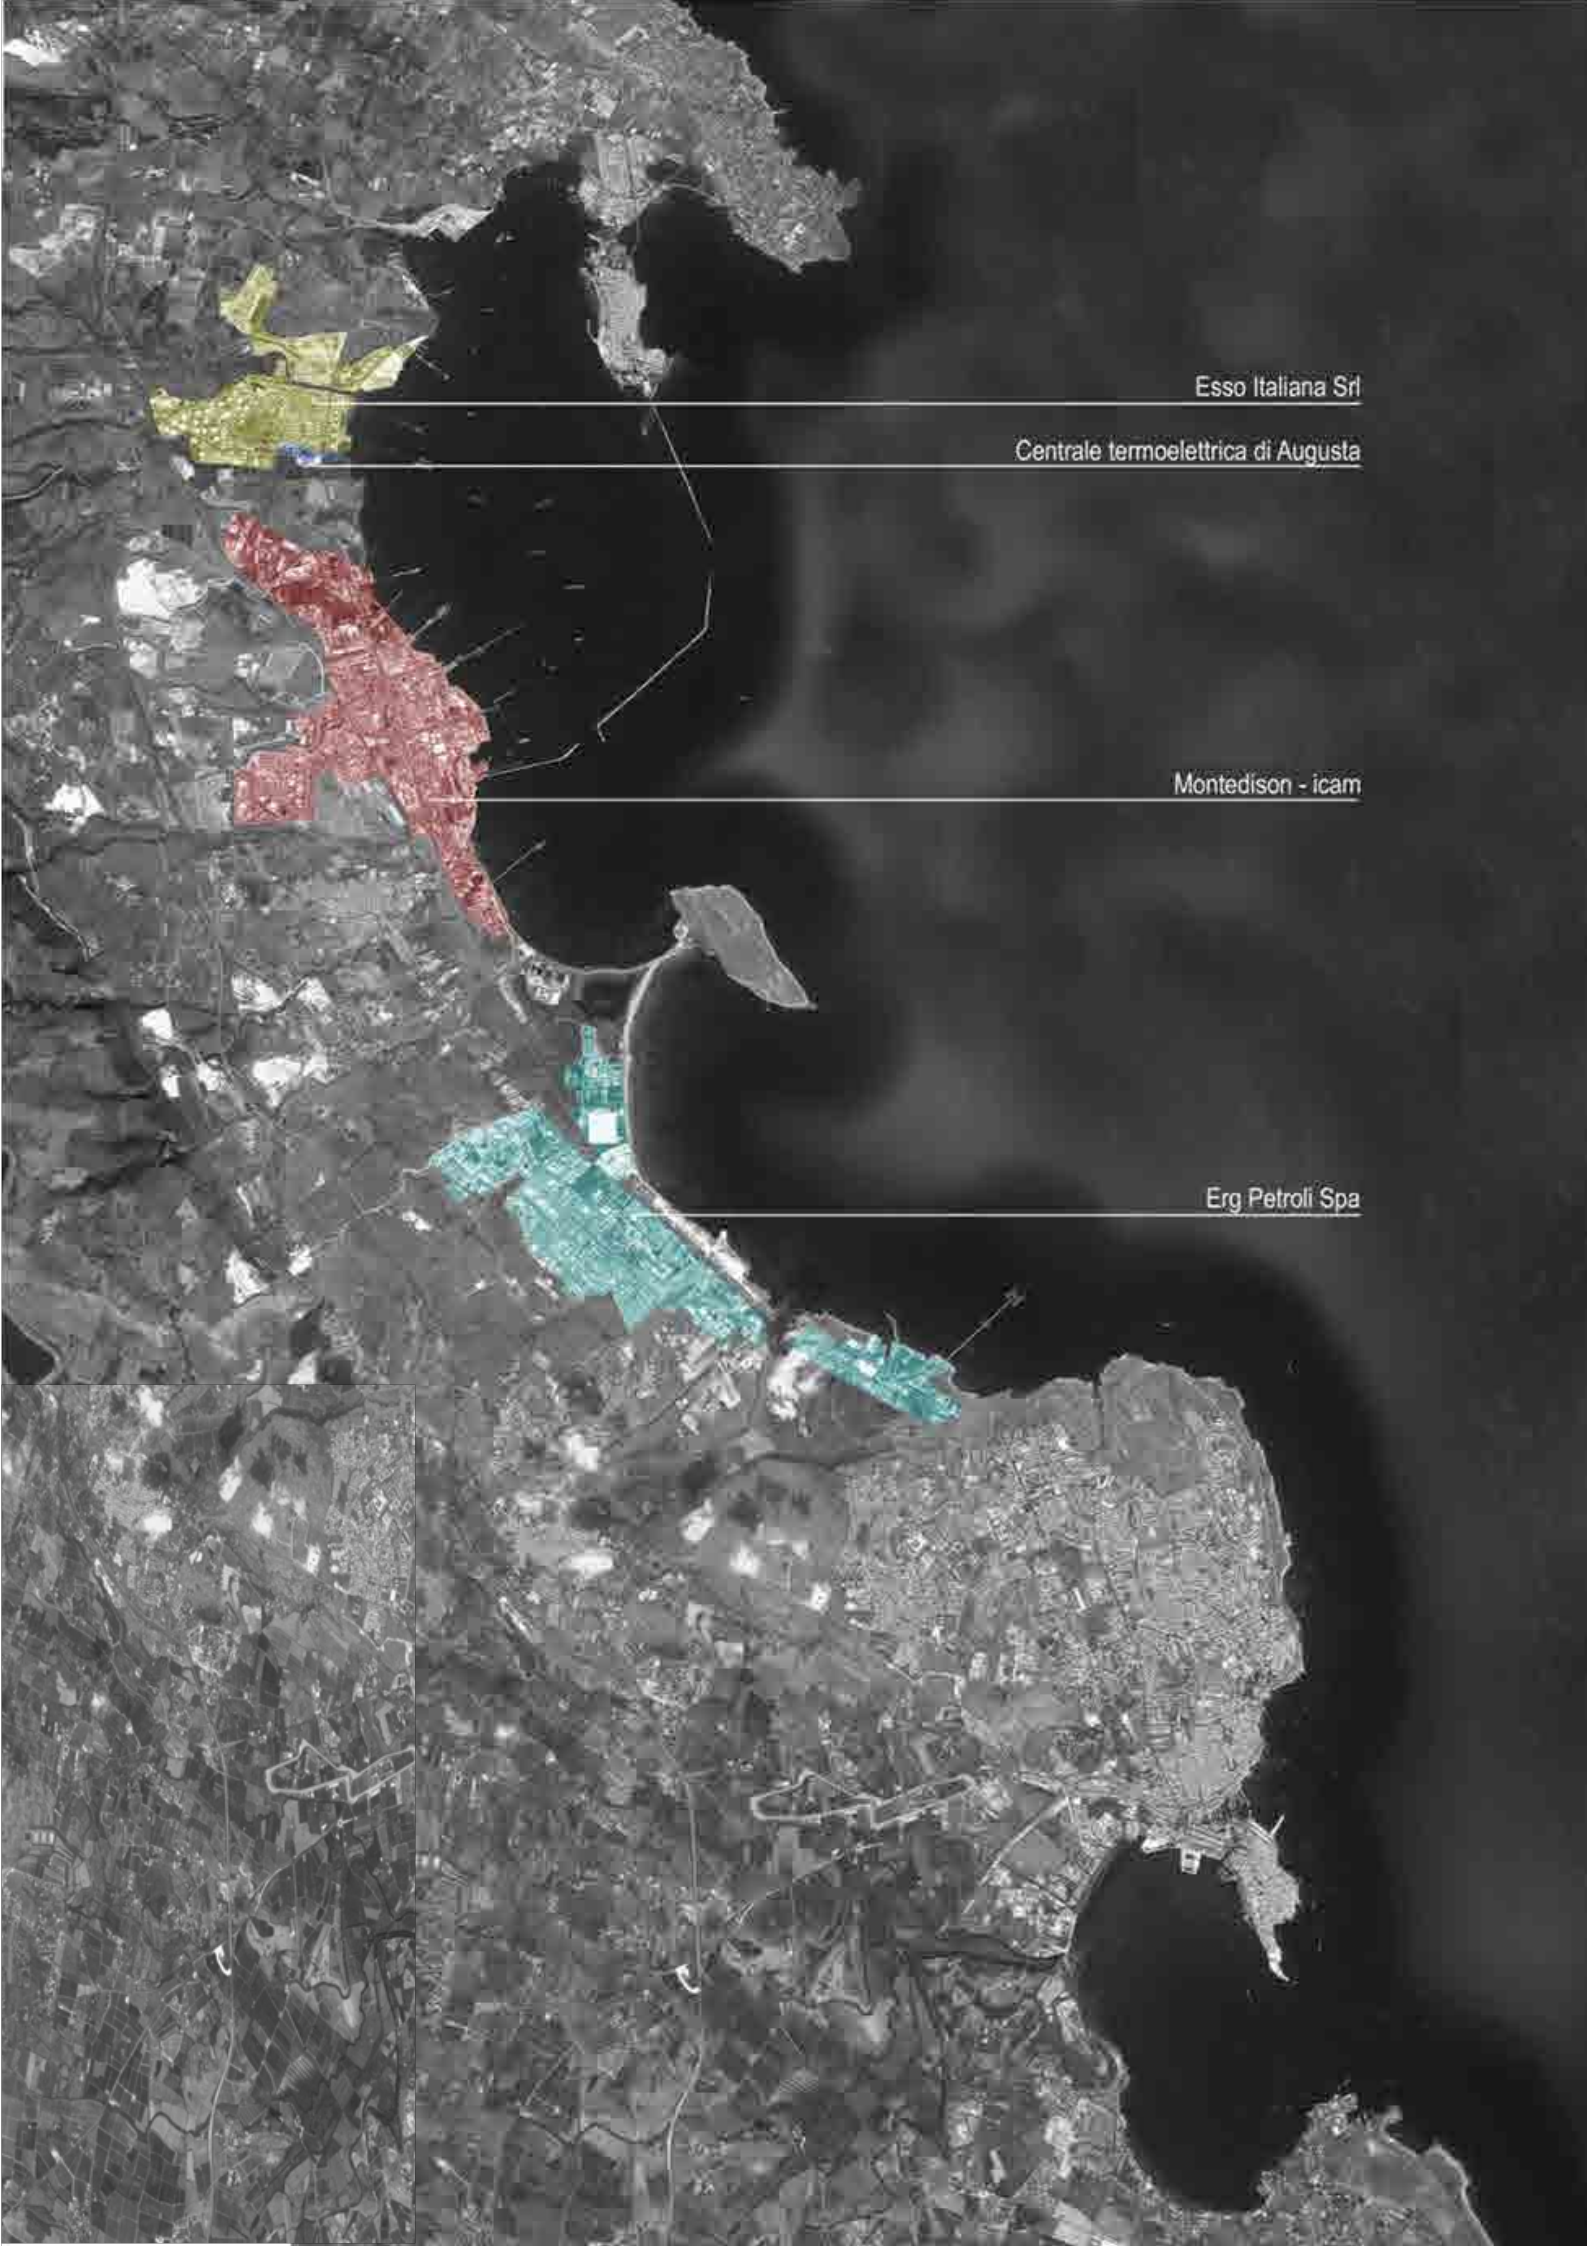 Esso Italiana Srl
Centrale termoelettrica di Augusta
Montedison - icam
Erg Petroli Spa